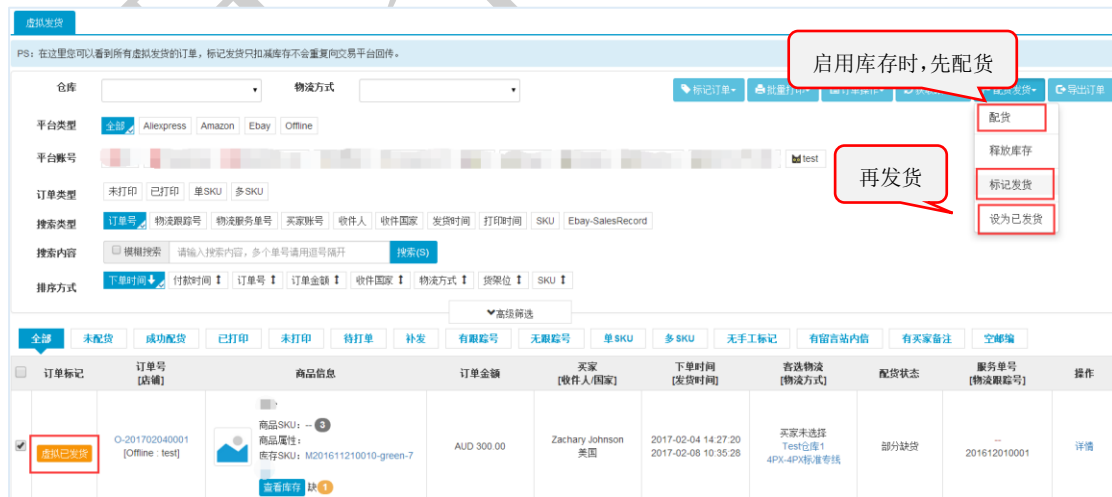 虚拟发货
PS：在这里您可以看到所有虚拟发货的订单，标记发货只扣减库存不会重复向交易平台回传。
启用库存时,先配货
仓库 物流方式
标记订单 批量打印 配货发货 导出订单
配货
释放库存
标记发货
设为已发货
再发货
平台类型 全部 Aliexpress Amazon Ebay Offline
平台账号 test
订单类型 未打印 已打印 单SKU 多SKU
搜索类型 订单号 物流跟踪号 物流服务单号 买家账号 收件人 收件国家 发货时间 打印时间 SKU Ebay-SalesRecord
搜索内容 模糊搜索 请输入搜索内容，多个单号请用逗号隔开 搜索(S)
排序方式 下单时间 付款时间 订单号 订单金额 收件国家 物流方式 货架位 SKU
高级筛选
全部 未配货 成功配货 已打印 未打印 待打单 补发 有跟踪号 无跟踪号 单SKU 多SKU 无手工标记 有留言站内信 有买家备注 空邮编
订单标记 订单号 [店铺] 商品信息 订单金额 买家 [收件人/国家] 下单时间 [发货时间] 客选物流 [物流方式] 配货状态 服务单号 [物流跟踪号] 操作
虚拟已发货
O-201702040001
[Offline : test]
商品SKU：-- 3
商品属性：
库存SKU：M201611210010-green-7
查看库存 缺 1
AUD 300.00
Zachary Johnson
美国
2017-02-04 14:27:20
2017-02-08 10:35:28
买家未选择
Test仓库1
4PX-4PX标准专线
部分缺货
--
201612010001
详情